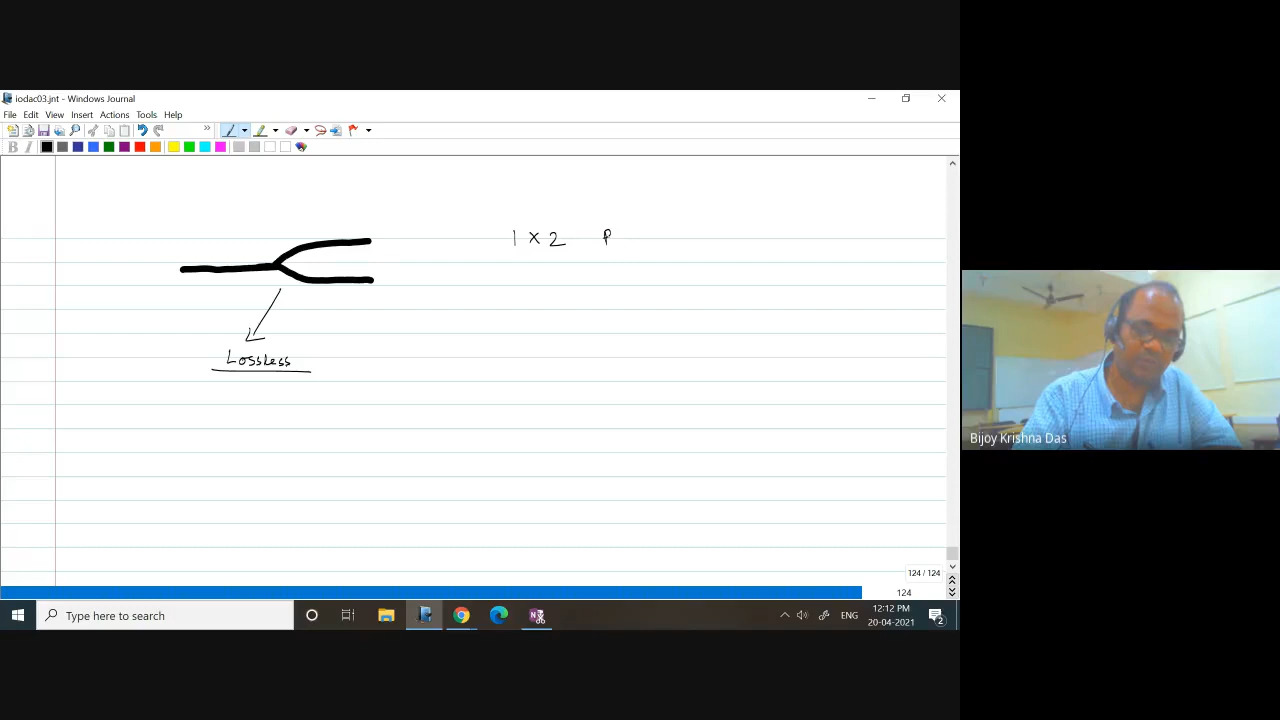 iodac03.jnt - Windows Journal
File Edit View Insert Actions Tools Help
B I
1 × 2 P
Lossless
Bijoy Krishna Das
124 / 124
124
Type here to search
ENG
12:12 PM
20-04-2021
2